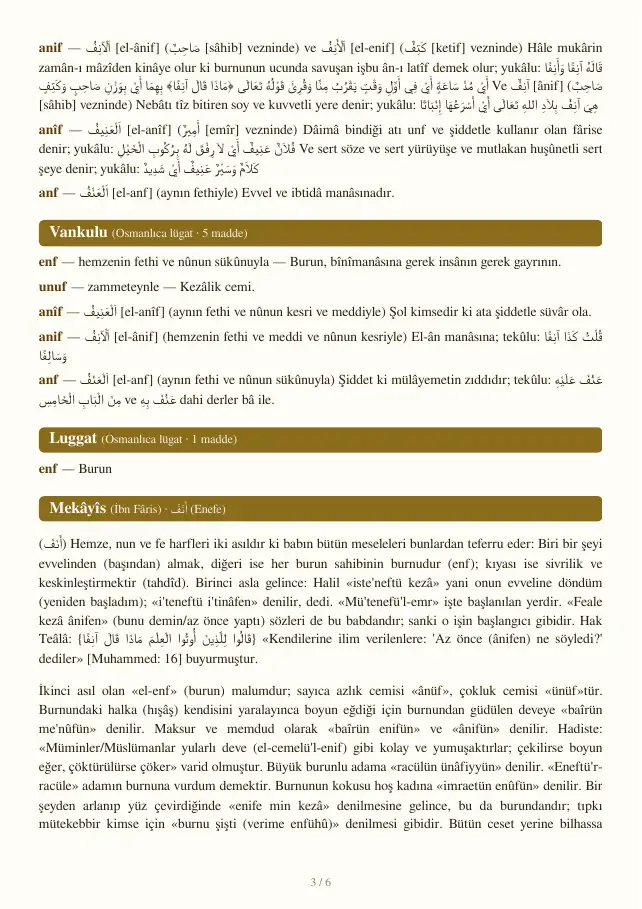 anif — اَلْآنِفُ [el-ânif] (صَاحِبٌ [sâhib] vezninde) ve اَلْأَنِفُ [el-enif] (كَتِفٌ [ketif] vezninde) Hâle mukârin
zamân-ı mâzîden kinâye olur ki burnunun ucunda savuşan işbu ân-ı latîf demek olur; yukâlu: قَالَهُ آنِفًا وَأَنِفًا
أَيْ مُذْ سَاعَةٍ أَيْ فِي أَوَّلِ وَقْتٍ يَقْرُبُ مِنَّا وَقُرِئَ قَوْلُهُ تَعَالَى ﴿مَاذَا قَالَ آنِفًا﴾ بِهِمَا أَيْ بِوَزْنِ صَاحِبٍ وَكَتِفٍ Ve آنِفٌ [ânif] (صَاحِبٌ
[sâhib] vezninde) Nebâtı tîz bitiren soy ve kuvvetli yere denir; yukâlu: هِيَ آنِفُ بِلَادِ اللهِ تَعَالَى أَيْ أَسْرَعُهَا إِنْبَاتًا
anîf — اَلْعَنِيفُ [el-anîf] (أَمِيرٌ [emîr] vezninde) Dâimâ bindiği atı unf ve şiddetle kullanır olan fârise
denir; yukâlu: فُلَانٌ عَنِيفٌ أَيْ لَا رِفْقَ لَهُ بِرُكُوبِ الْخَيْلِ Ve sert söze ve sert yürüyüşe ve mutlakan huşûnetli sert
şeye denir; yukâlu: كَلَامٌ وَسَيْرٌ عَنِيفٌ أَيْ شَدِيدٌ
anf — اَلْعَنْفُ [el-anf] (aynın fethiyle) Evvel ve ibtidâ manâsınadır.
Vankulu (Osmanlıca lügat · 5 madde)
enf — hemzenin fethi ve nûnun sükûnuyla — Burun, bînîmanâsına gerek insânın gerek gayrının.
unuf — zammeteynle — Kezâlik cemi.
anîf — اَلْعَنِيفُ [el-anîf] (aynın fethi ve nûnun kesri ve meddiyle) Şol kimsedir ki ata şiddetle süvâr ola.
anif — اَلْآنِفُ [el-ânif] (hemzenin fethi ve meddi ve nûnun kesriyle) El-ân manâsına; tekûlu: قُلْتُ كَذَا آنِفًا
وَسَالِفًا
anf — اَلْعَنْفُ [el-anf] (aynın fethi ve nûnun sükûnuyla) Şiddet ki mülâyemetin zıddıdır; tekûlu: عَنُفَ عَلَيْهِ
مِنَ الْبَابِ الْخَامِسِ ve عَنُفَ بِهِ dahi derler bâ ile.
Luggat (Osmanlıca lügat · 1 madde)
enf — Burun
Mekâyîs (İbn Fâris) · أَنَفَ (Enefe)
(أَنَفَ) Hemze, nun ve fe harfleri iki asıldır ki babın bütün meseleleri bunlardan teferru eder: Biri bir şeyi
evvelinden (başından) almak, diğeri ise her burun sahibinin burnudur (enf); kıyası ise sivrilik ve
keskinleştirmektir (tahdîd). Birinci asla gelince: Halil «iste'neftü kezâ» yani onun evveline döndüm
(yeniden başladım); «i'teneftü i'tinâfen» denilir, dedi. «Mü'tenefü'l-emr» işte başlanılan yerdir. «Feale
kezâ ânifen» (bunu demin/az önce yaptı) sözleri de bu babdandır; sanki o işin başlangıcı gibidir. Hak
Teâlâ: {قَالُوا لِلَّذِينَ أُوتُوا الْعِلْمَ مَاذَا قَالَ آنِفًا} «Kendilerine ilim verilenlere: 'Az önce (ânifen) ne söyledi?'
dediler» [Muhammed: 16] buyurmuştur.
İkinci asıl olan «el-enf» (burun) malumdur; sayıca azlık cemisi «ânüf», çokluk cemisi «ünüf»tür.
Burnundaki halka (hışâş) kendisini yaralayınca boyun eğdiği için burnundan güdülen deveye «baîrün
me'nûfün» denilir. Maksur ve memdud olarak «baîrün enifün» ve «ânifün» denilir. Hadiste:
«Müminler/Müslümanlar yularlı deve (el-cemelü'l-enif) gibi kolay ve yumuşaktırlar; çekilirse boyun
eğer, çöktürülürse çöker» varid olmuştur. Büyük burunlu adama «racülün ünâfiyyün» denilir. «Eneftü'r-
racüle» adamın burnuna vurdum demektir. Burnunun kokusu hoş kadına «imraetün enûfün» denilir. Bir
şeyden arlanıp yüz çevirdiğinde «enife min kezâ» denilmesine gelince, bu da burundandır; tıpkı
mütekebbir kimse için «burnu şişti (verime enfühû)» denilmesi gibidir. Bütün ceset yerine bilhassa
3 / 6